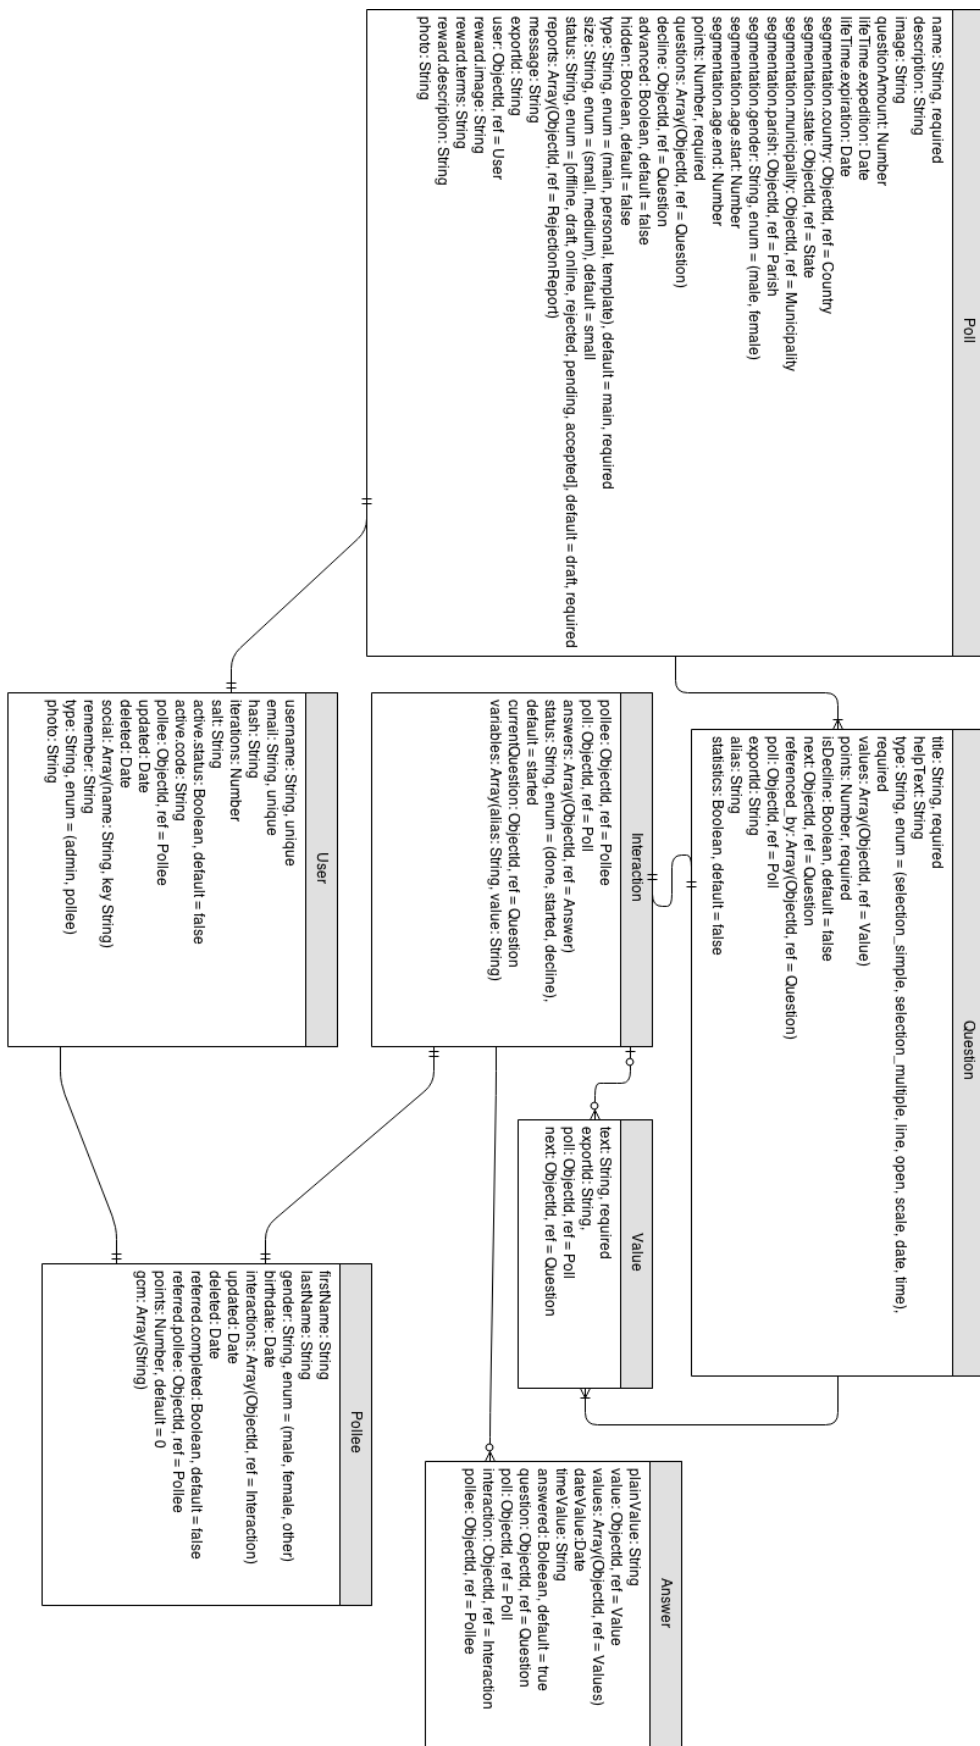 Poll
name: String, required
description: String
image: String
questionAmount: Number
lifeTime.expedition: Date
lifeTime.expiration: Date
segmentation.country: ObjectId, ref = Country
segmentation.state: ObjectId, ref = State
segmentation.municipality: ObjectId, ref = Municipality
segmentation.parish: ObjectId, ref = Parish
segmentation.gender: String, enum = (male, female)
segmentation.age.start: Number
segmentation.age.end: Number
points: Number, required
questions: Array(ObjectId, ref = Question)
decline: ObjectId, ref = Question
advanced: Boolean, default = false
hidden: Boolean, default = false
type: String, enum = (main, personal, template), default = main, required
size: String, enum = (small, medium), default = small
status: String, enum = [offline, draft, online, rejected, pending, accepted], default = draft, required
reports: Array(ObjectId, ref = RejectionReport)
message: String
exportId: String
user: ObjectId, ref = User
reward.image: String
reward.terms: String
reward.description: String
photo: String
Question
title: String, required
helpText: String
type: String, enum = (selection_simple, selection_multiple, line, open, scale, date, time),
required
values: Array(ObjectId, ref = Value)
points: Number, required
isDecline: Boolean, default = false
next: ObjectId, ref = Question
referenced_by: Array(ObjectId, ref = Question)
poll: ObjectId, ref = Poll
exportId: String
alias: String
statistics: Boolean, default = false
Interaction
pollee: ObjectId, ref = Pollee
poll: ObjectId, ref = Poll
answers: Array(ObjectId, ref = Answer)
status: String, enum = (done, started, decline),
default = started
currentQuestion: ObjectId, ref = Question
variables: Array(alias: String, value: String)
Value
text: String, required
exportId: String,
poll: ObjectId, ref = Poll
next: ObjectId, ref = Question
Answer
plainValue: String
value: ObjectId, ref = Value
values: Array(ObjectId, ref = Values)
dateValue:Date
timeValue: String
answered: Boleean, default = true
question: ObjectId, ref = Question
poll: ObjectId, ref = Poll
interaction: ObjectId, ref = Interaction
pollee: ObjectId, ref = Pollee
User
username: String, unique
email: String, unique
hash: String
iterations: Number
salt: String
active.status: Boolean, default = false
active.code: String
pollee: ObjectId, ref = Pollee
updated: Date
deleted: Date
social: Array(name: String, key String)
remember: String
type: String, enum = (admin, pollee)
photo: String
Pollee
firstName: String
lastName: String
gender: String, enum = (male, female, other)
birthdate: Date
interactions: Array(ObjectId, ref = Interaction)
updated: Date
deleted: Date
referred.completed: Boolean, default = false
referred.pollee: ObjectId, ref = Pollee
points: Number, default = 0
gcm: Array(String)